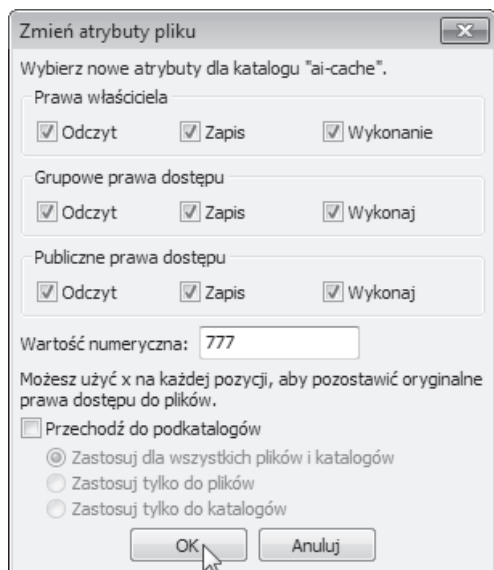 Zmień atrybuty pliku
Wybierz nowe atrybuty dla katalogu "ai-cache".
Prawa właściciela
Odczyt Zapis Wykonanie
Grupowe prawa dostępu
Odczyt Zapis Wykonaj
Publiczne prawa dostępu
Odczyt Zapis Wykonaj
Wartość numeryczna: 777
Możesz użyć x na każdej pozycji, aby pozostawić oryginalne
prawa dostępu do plików.
Przechodź do podkatalogów
Zastosuj dla wszystkich plików i katalogów
Zastosuj tylko do plików
Zastosuj tylko do katalogów
OK Anuluj